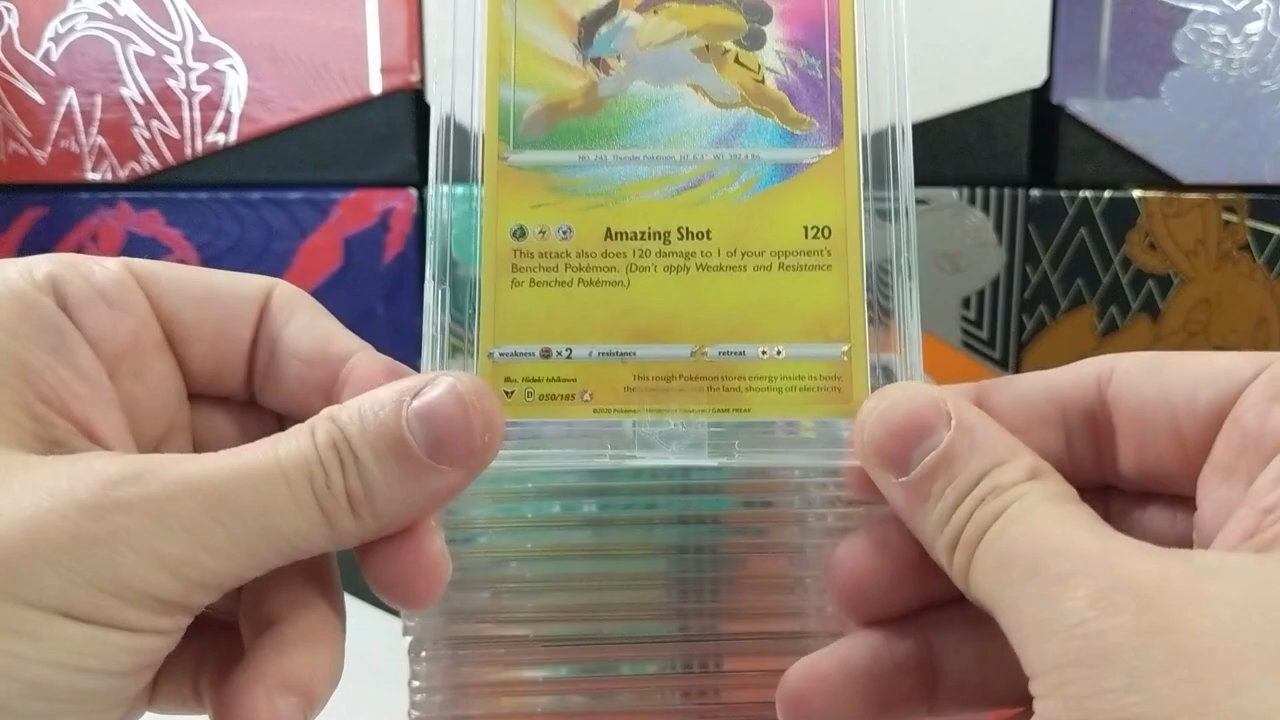 NO. 243 Thunder Pokémon HT: 6'3" WT: 392.4 lbs
Amazing Shot 120
This attack also does 120 damage to 1 of your opponent's
Benched Pokémon. (Don't apply Weakness and Resistance
for Benched Pokémon.)
weakness ×2 resistance retreat
Illus. Hideki Ishikawa
This rough Pokémon stores energy inside its body,
then the land, shooting off electricity.
D 050/185 A
©2020 Pokémon / Nintendo / Creatures / GAME FREAK